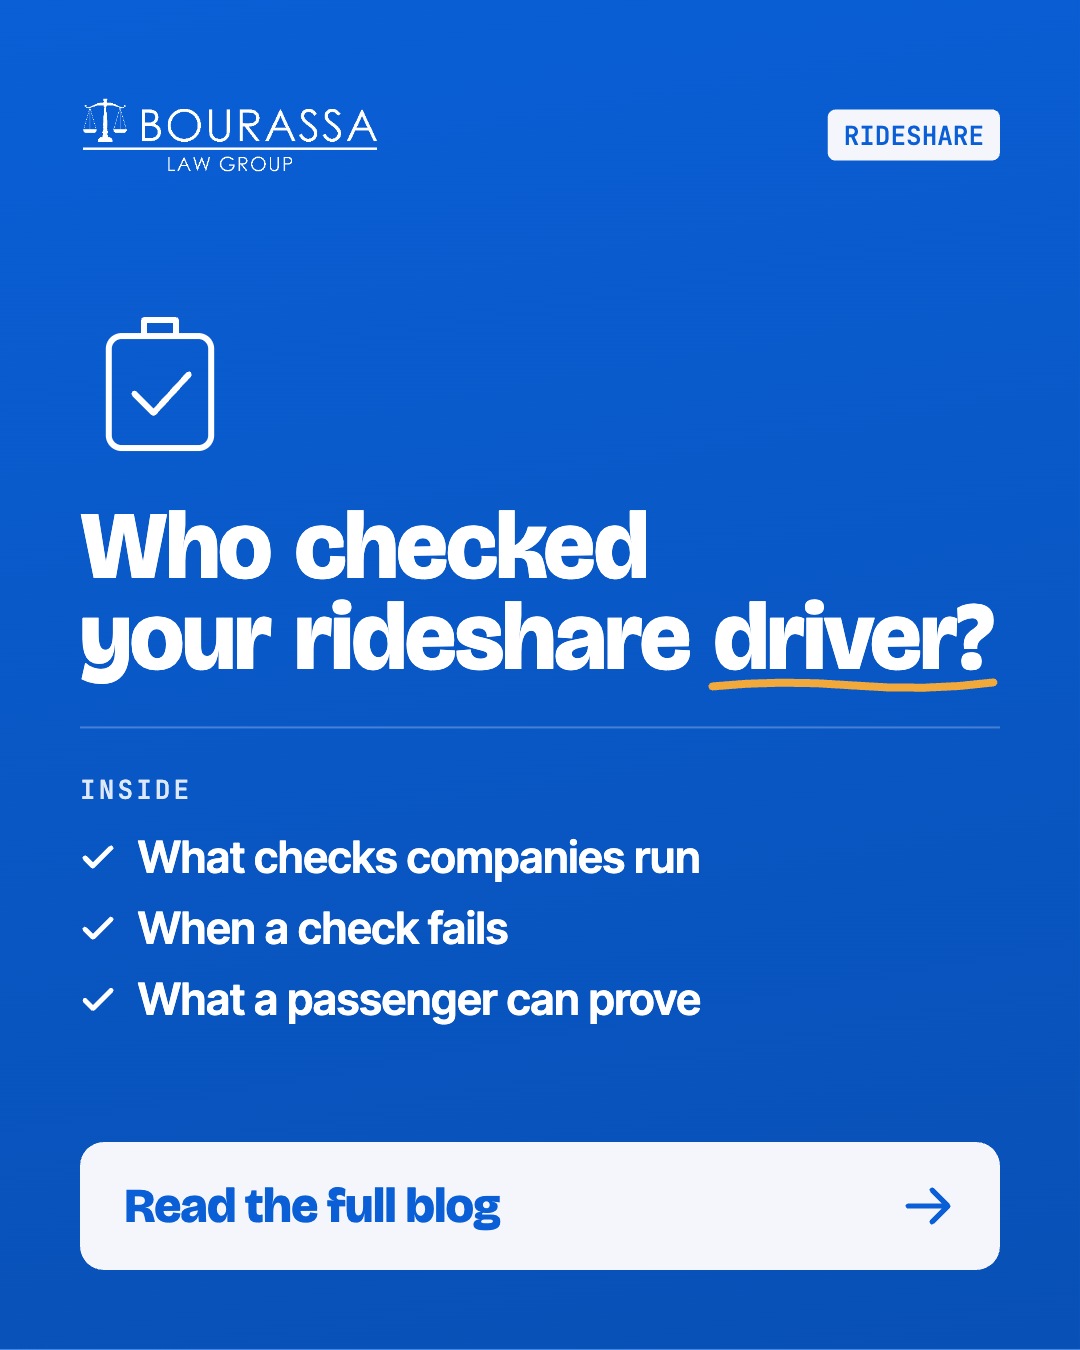 BOURASSA
LAW GROUP
RIDESHARE
Who checked
your rideshare driver?
INSIDE
What checks companies run
When a check fails
What a passenger can prove
Read the full blog